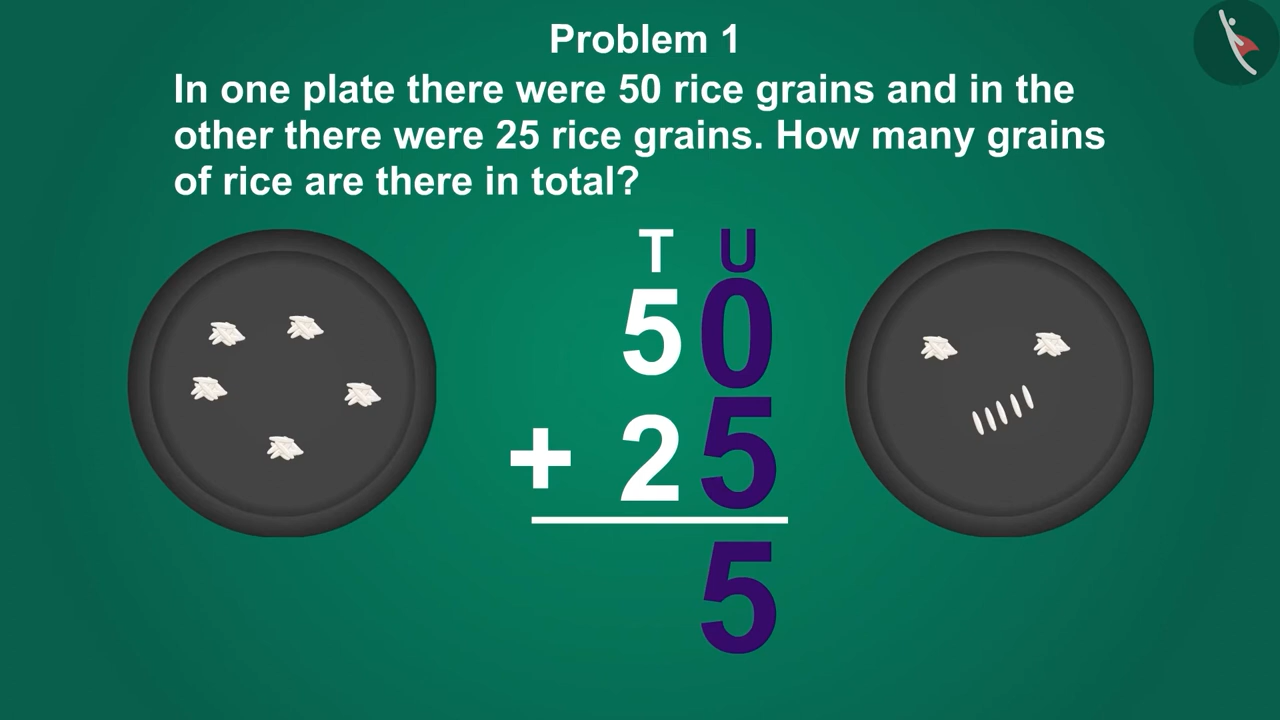 Problem 1
In one plate there were 50 rice grains and in the
other there were 25 rice grains. How many grains
of rice are there in total?
T U
5 0
+ 2 5
5